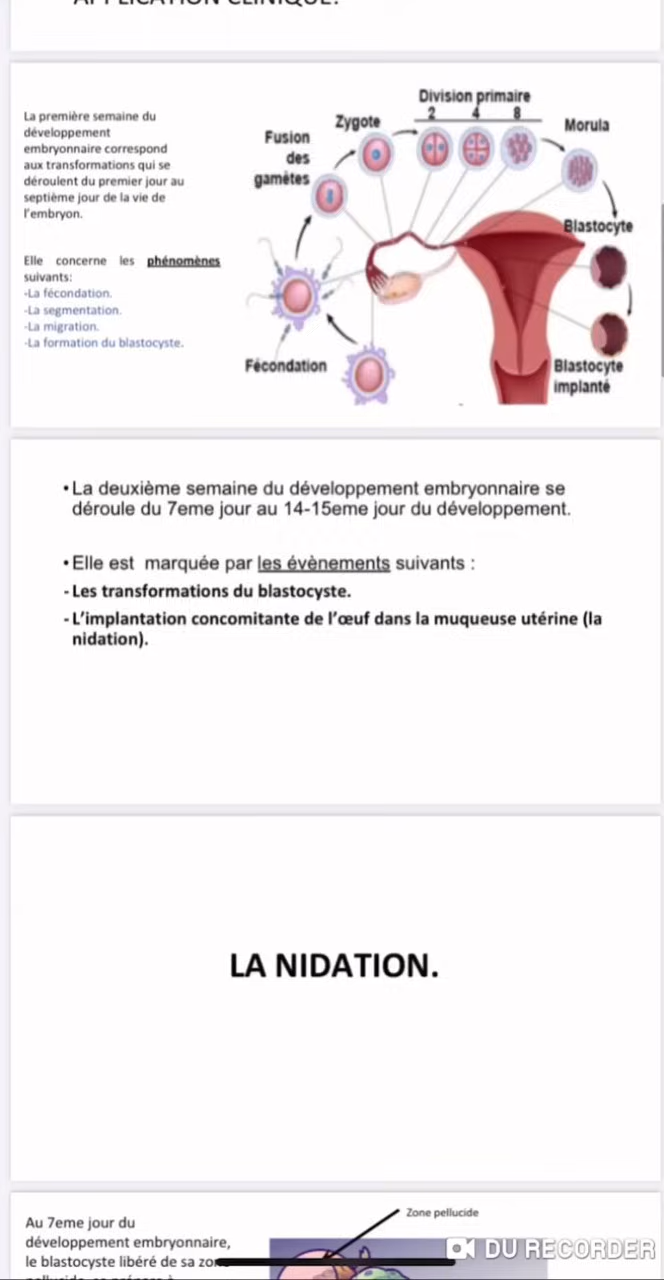 APPLICATION CLINIQUE.
La première semaine du
développement
embryonnaire correspond
aux transformations qui se
déroulent du premier jour au
septième jour de la vie de
l'embryon.
Elle concerne les phénomènes
suivants:
-La fécondation.
-La segmentation.
-La migration.
-La formation du blastocyste.
Division primaire
2 4 8
Zygote
Morula
Fusion
des
gamètes
Blastocyte
Fécondation
Blastocyte
implanté
• La deuxième semaine du développement embryonnaire se
déroule du 7eme jour au 14-15eme jour du développement.
• Elle est marquée par les évènements suivants :
- Les transformations du blastocyste.
- L'implantation concomitante de l'œuf dans la muqueuse utérine (la
nidation).
LA NIDATION.
Au 7eme jour du
développement embryonnaire,
le blastocyste libéré de sa
Zone pellucide
DU RECORDER